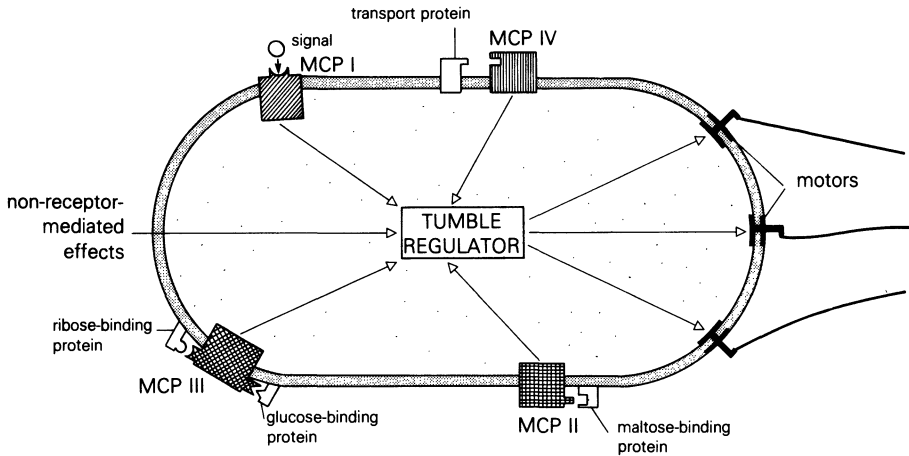 transport protein
signal
MCP I
MCP IV
non-receptor-
mediated
effects
TUMBLE
REGULATOR
motors
ribose-binding
protein
MCP III
glucose-binding
protein
MCP II
maltose-binding
protein